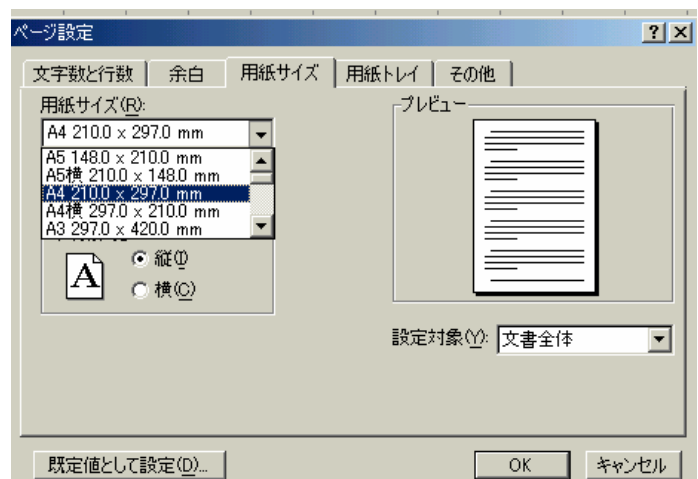 ページ設定
文字数と行数 余白 用紙サイズ 用紙トレイ その他
用紙サイズ(R):
A4 210.0 x 297.0 mm
A5 148.0 x 210.0 mm
A5横 210.0 x 148.0 mm
A4 210.0 x 297.0 mm
A4横 297.0 x 210.0 mm
A3 297.0 x 420.0 mm
A
縦(T)
横(C)
プレビュー
設定対象(Y): 文書全体
既定値として設定(D)... OK キャンセル